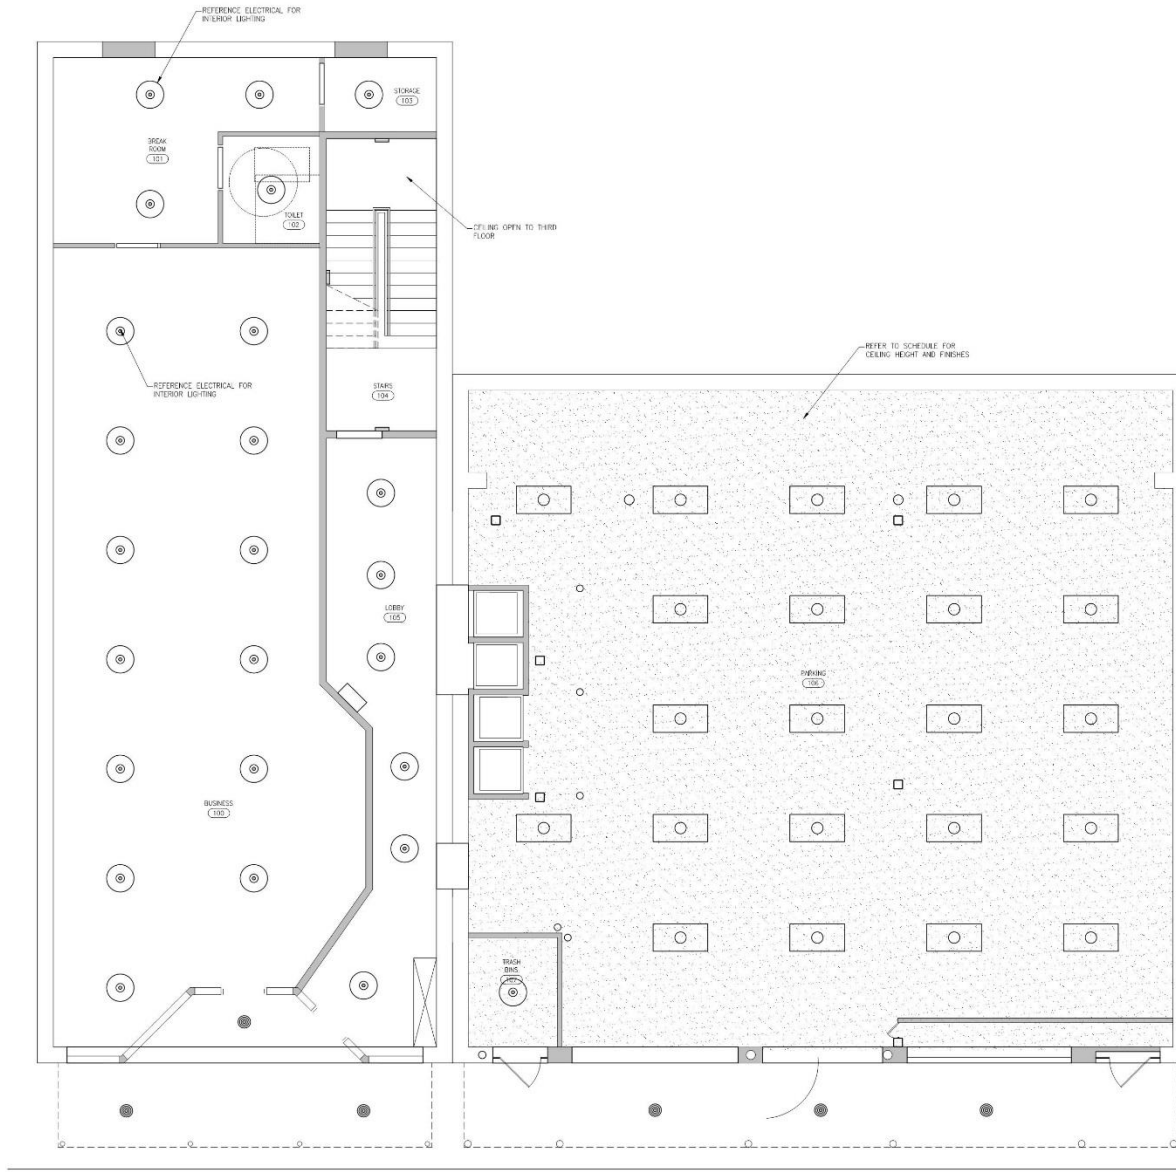 REFERENCE ELECTRICAL FOR
INTERIOR LIGHTING
STORAGE
103
BREAK
ROOM
101
TOILET
102
CEILING OPEN TO THIRD
FLOOR
REFER TO SCHEDULE FOR
CEILING HEIGHT AND FINISHES
REFERENCE ELECTRICAL FOR
INTERIOR LIGHTING
STAIRS
104
LOBBY
105
PARKING
106
BUSINESS
100
TRASH
BINS
107